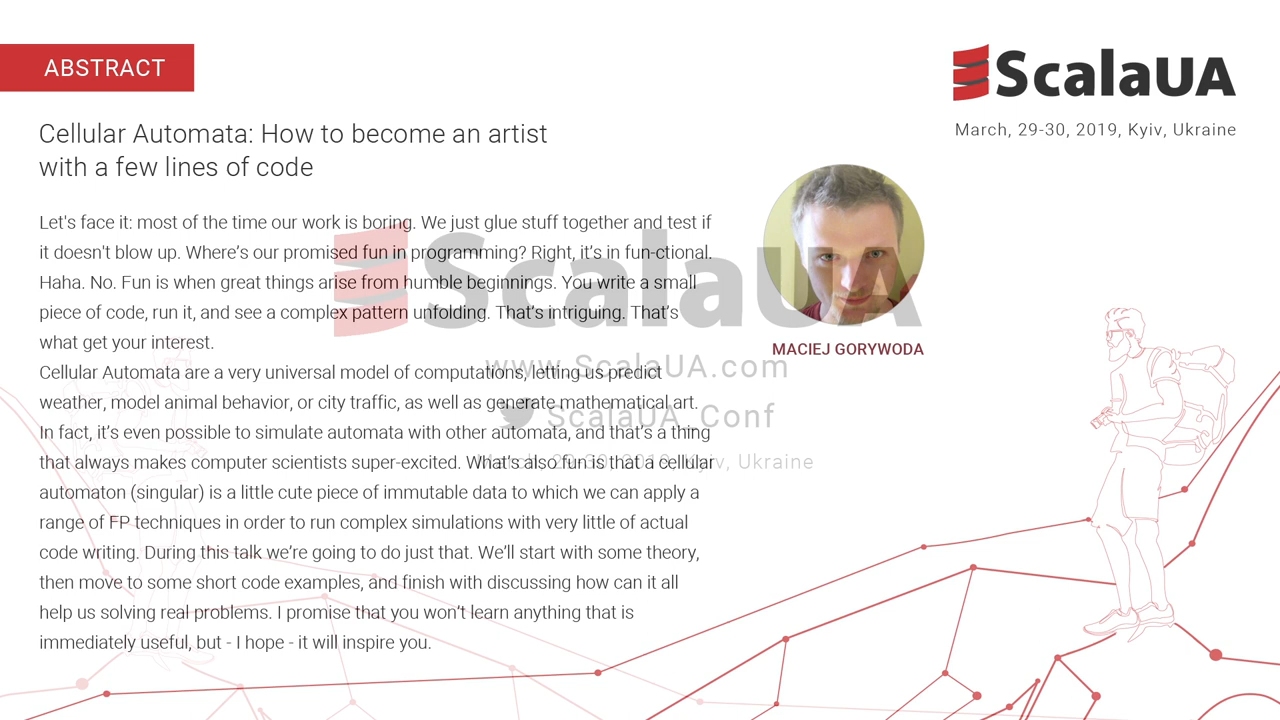 ABSTRACT
ScalaUA
March, 29-30, 2019, Kyiv, Ukraine
Cellular Automata: How to become an artist
with a few lines of code
Let's face it: most of the time our work is boring. We just glue stuff together and test if
it doesn't blow up. Where’s our promised fun in programming? Right, it’s in fun-ctional.
Haha. No. Fun is when great things arise from humble beginnings. You write a small
piece of code, run it, and see a complex pattern unfolding. That’s intriguing. That’s
what get your interest.
Cellular Automata are a very universal model of computations, letting us predict
weather, model animal behavior, or city traffic, as well as generate mathematical art.
In fact, it’s even possible to simulate automata with other automata, and that’s a thing
that always makes computer scientists super-excited. What’s also fun is that a cellular
automaton (singular) is a little cute piece of immutable data to which we can apply a
range of FP techniques in order to run complex simulations with very little of actual
code writing. During this talk we’re going to do just that. We’ll start with some theory,
then move to some short code examples, and finish with discussing how can it all
help us solving real problems. I promise that you won’t learn anything that is
immediately useful, but - I hope - it will inspire you.
MACIEJ GORYWODA
ScalaUA
www.ScalaUA.com
ScalaUA_Conf
March, 29-30, 2019, Kyiv, Ukraine